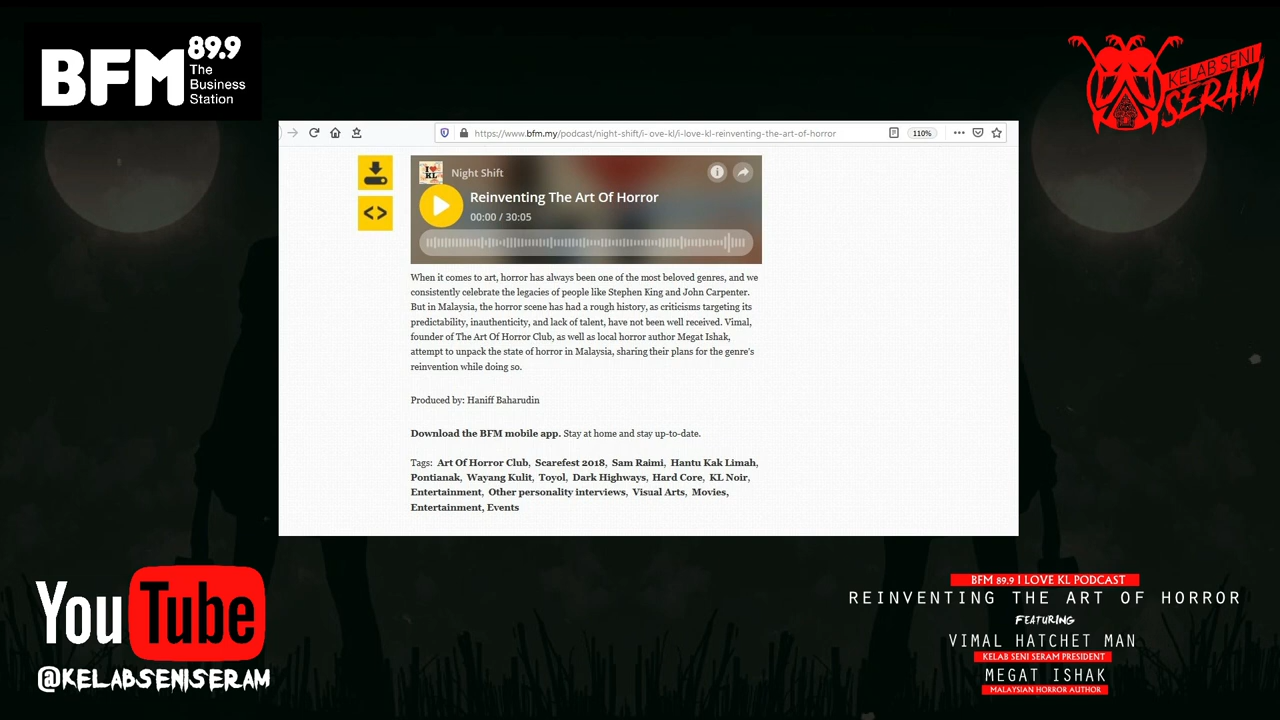 BFM 89.9
The
Business
Station
KELAB SENI
SERAM
https://www.bfm.my/podcast/night-shift/i- ove-kl/i-love-kl-reinventing-the-art-of-horror
110%
I KL
Night Shift
Reinventing The Art Of Horror
00:00 / 30:05
When it comes to art, horror has always been one of the most beloved genres, and we
consistently celebrate the legacies of people like Stephen King and John Carpenter.
But in Malaysia, the horror scene has had a rough history, as criticisms targeting its
predictability, inauthenticity, and lack of talent, have not been well received. Vimal,
founder of The Art Of Horror Club, as well as local horror author Megat Ishak,
attempt to unpack the state of horror in Malaysia, sharing their plans for the genre's
reinvention while doing so.
Produced by: Haniff Baharudin
Download the BFM mobile app. Stay at home and stay up-to-date.
Tags: Art Of Horror Club, Scarefest 2018, Sam Raimi, Hantu Kak Limah,
Pontianak, Wayang Kulit, Toyol, Dark Highways, Hard Core, KL Noir,
Entertainment, Other personality interviews, Visual Arts, Movies,
Entertainment, Events
YouTube
@KELABSENISERAM
BFM 89.9 I LOVE KL PODCAST
REINVENTING THE ART OF HORROR
FEATURING
VIMAL HATCHET MAN
KELAB SENI SERAM PRESIDENT
MEGAT ISHAK
MALAYSIAN HORROR AUTHOR